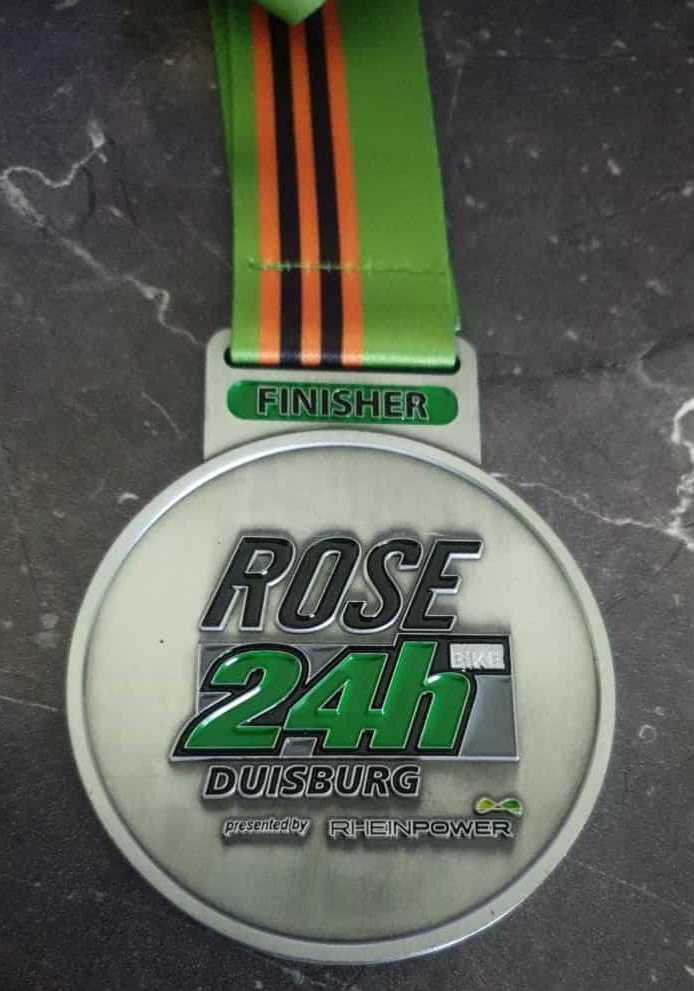 FINISHER
ROSE
24h BIKE
DUISBURG
presented by RHEINPOWER